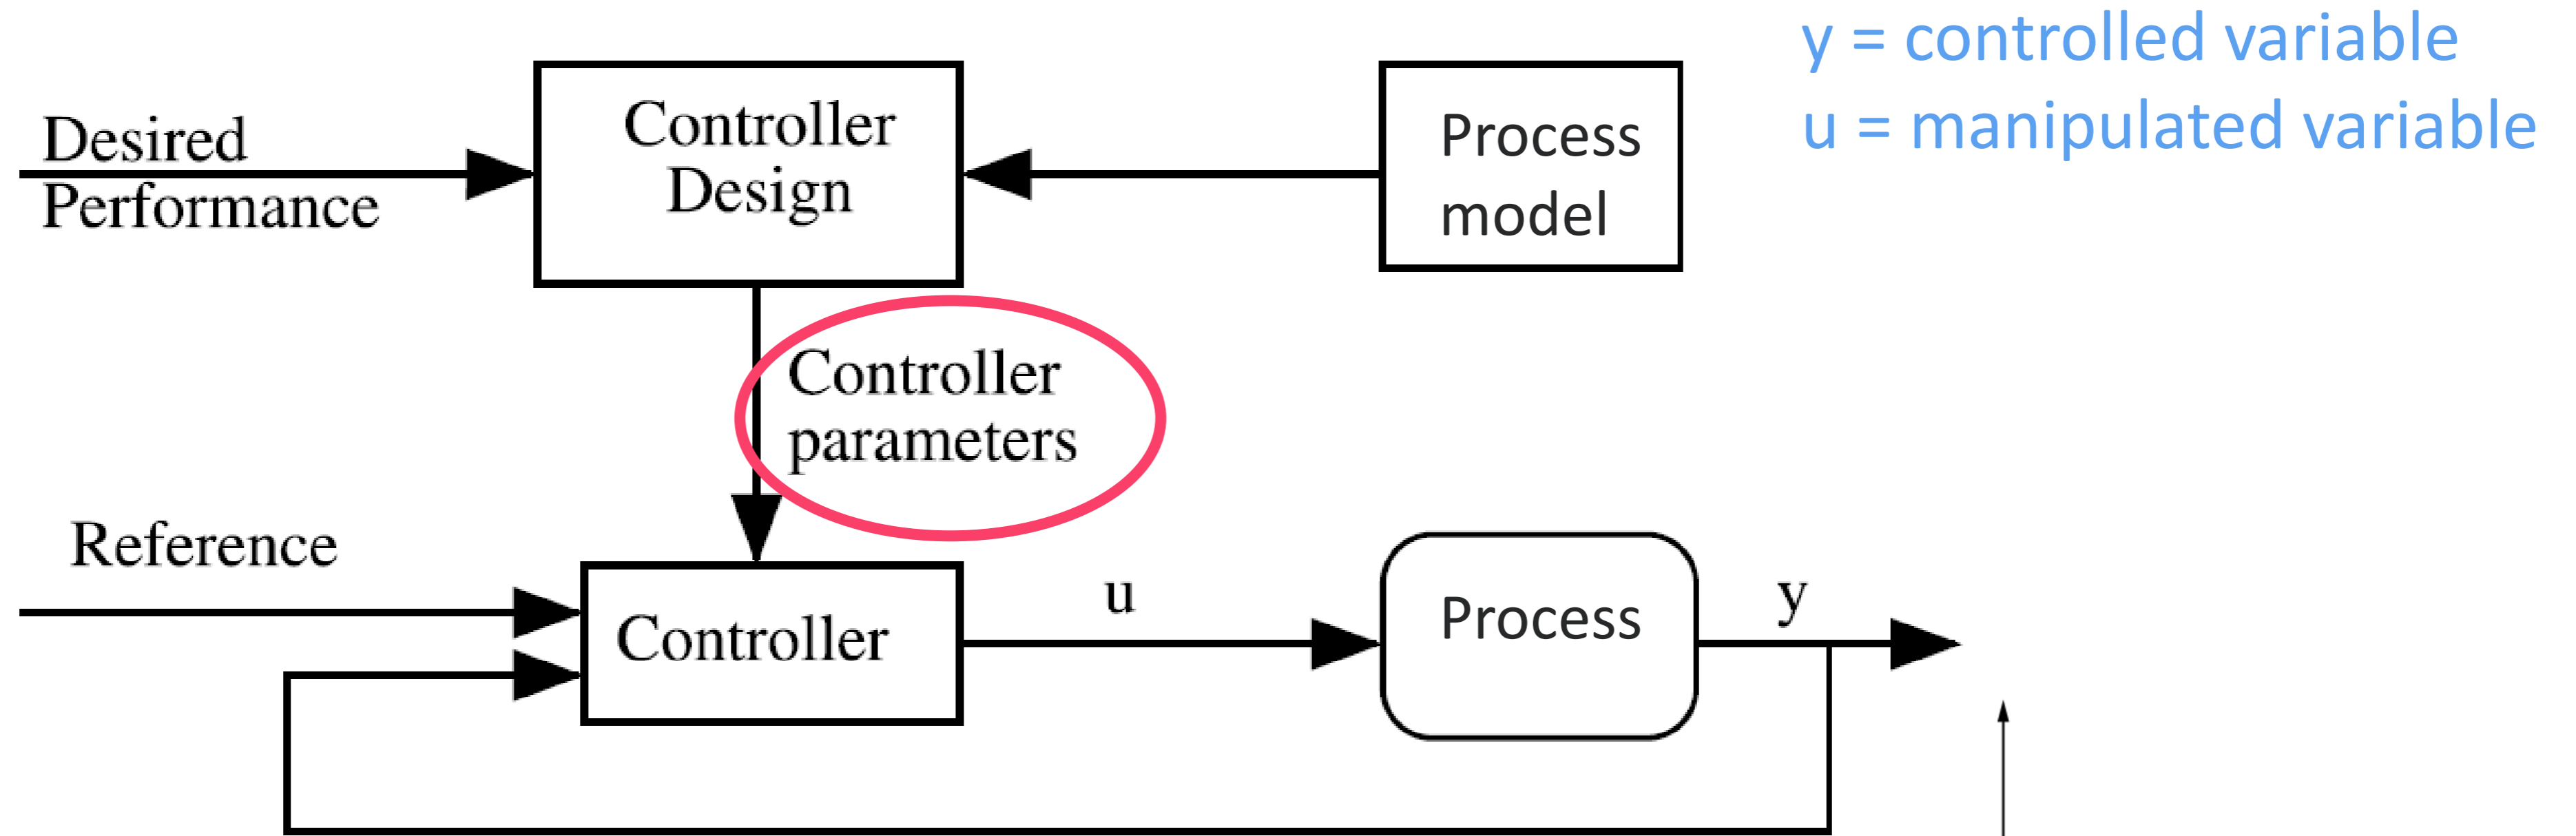 y = controlled variable
u = manipulated variable
Desired
Performance
Controller
Design
Process
model
Controller
parameters
Reference
Controller
u
Process
y